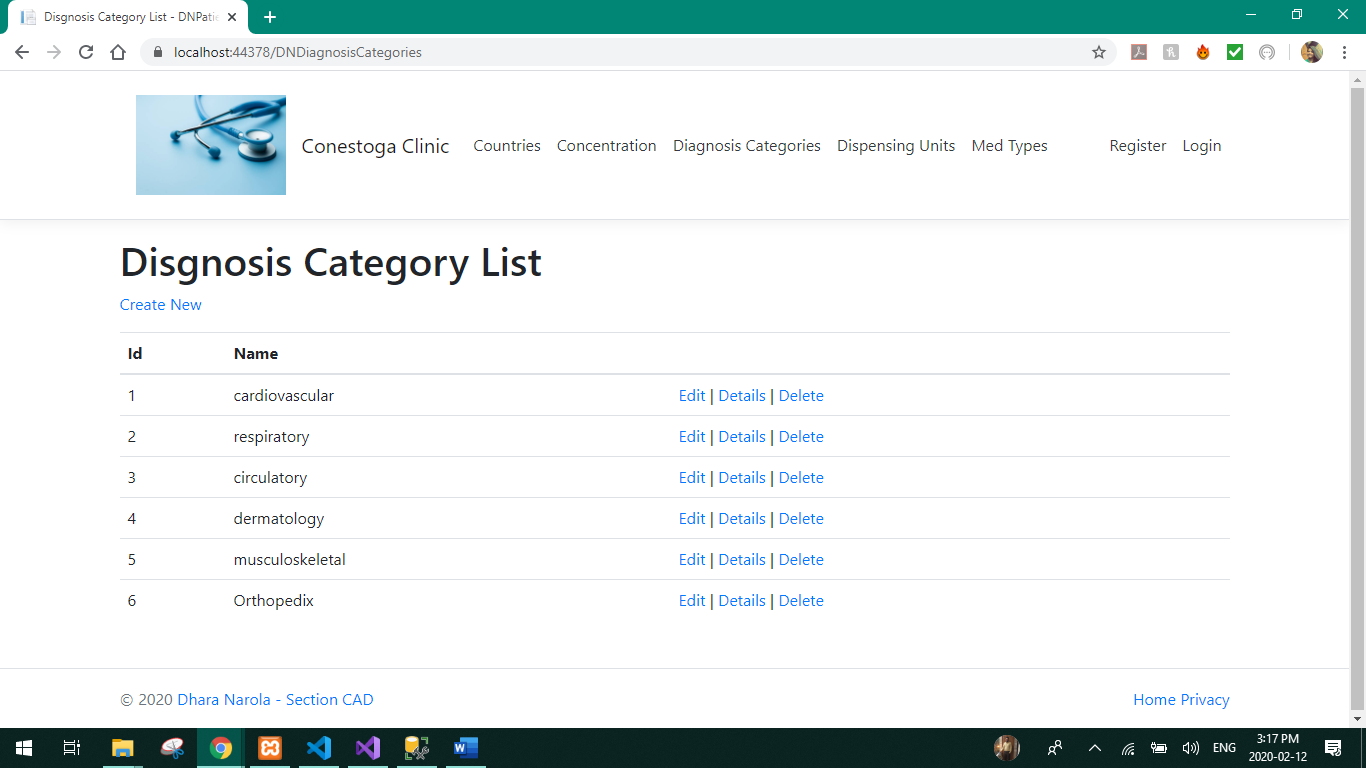 Disgnosis Category List - DNPatie
localhost:44378/DNDiagnosisCategories
Conestoga Clinic Countries Concentration Diagnosis Categories Dispensing Units Med Types Register Login
Disgnosis Category List
Create New
Id Name
1 cardiovascular Edit | Details | Delete
2 respiratory Edit | Details | Delete
3 circulatory Edit | Details | Delete
4 dermatology Edit | Details | Delete
5 musculoskeletal Edit | Details | Delete
6 Orthopedix Edit | Details | Delete
© 2020 Dhara Narola - Section CAD Home Privacy
ENG 3:17 PM
2020-02-12